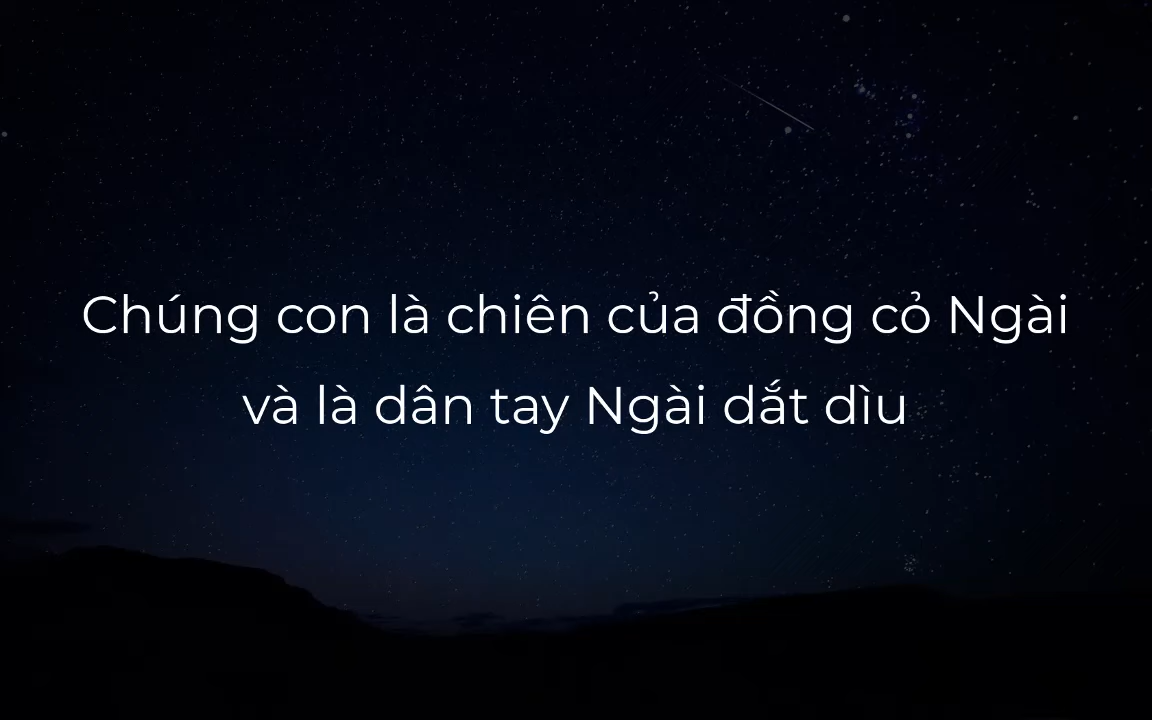 Chúng con là chiên của đồng cỏ Ngài
và là dân tay Ngài dắt dìu